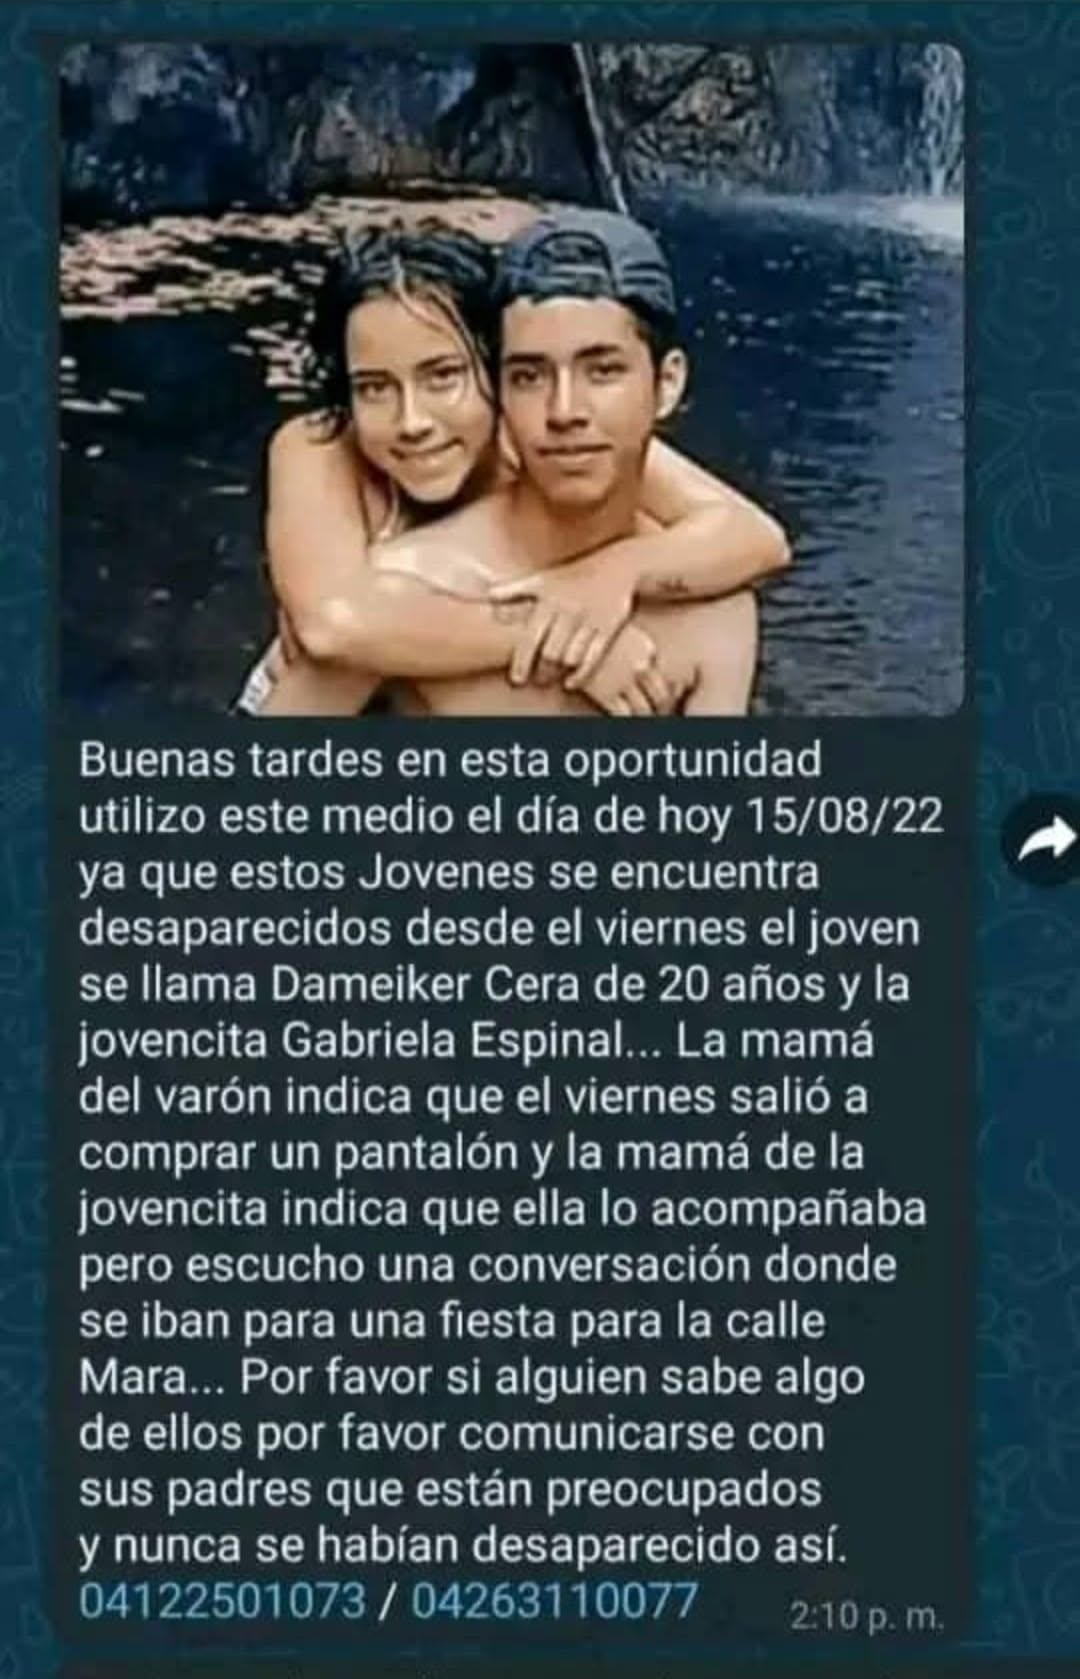 Buenas tardes en esta oportunidad
utilizo este medio el día de hoy 15/08/22
ya que estos Jovenes se encuentra
desaparecidos desde el viernes el joven
se llama Dameiker Cera de 20 años y la
jovencita Gabriela Espinal... La mamá
del varón indica que el viernes salió a
comprar un pantalón y la mamá de la
jovencita indica que ella lo acompañaba
pero escucho una conversación donde
se iban para una fiesta para la calle
Mara... Por favor si alguien sabe algo
de ellos por favor comunicarse con
sus padres que están preocupados
y nunca se habían desaparecido así.
04122501073 / 04263110077
2:10 p. m.